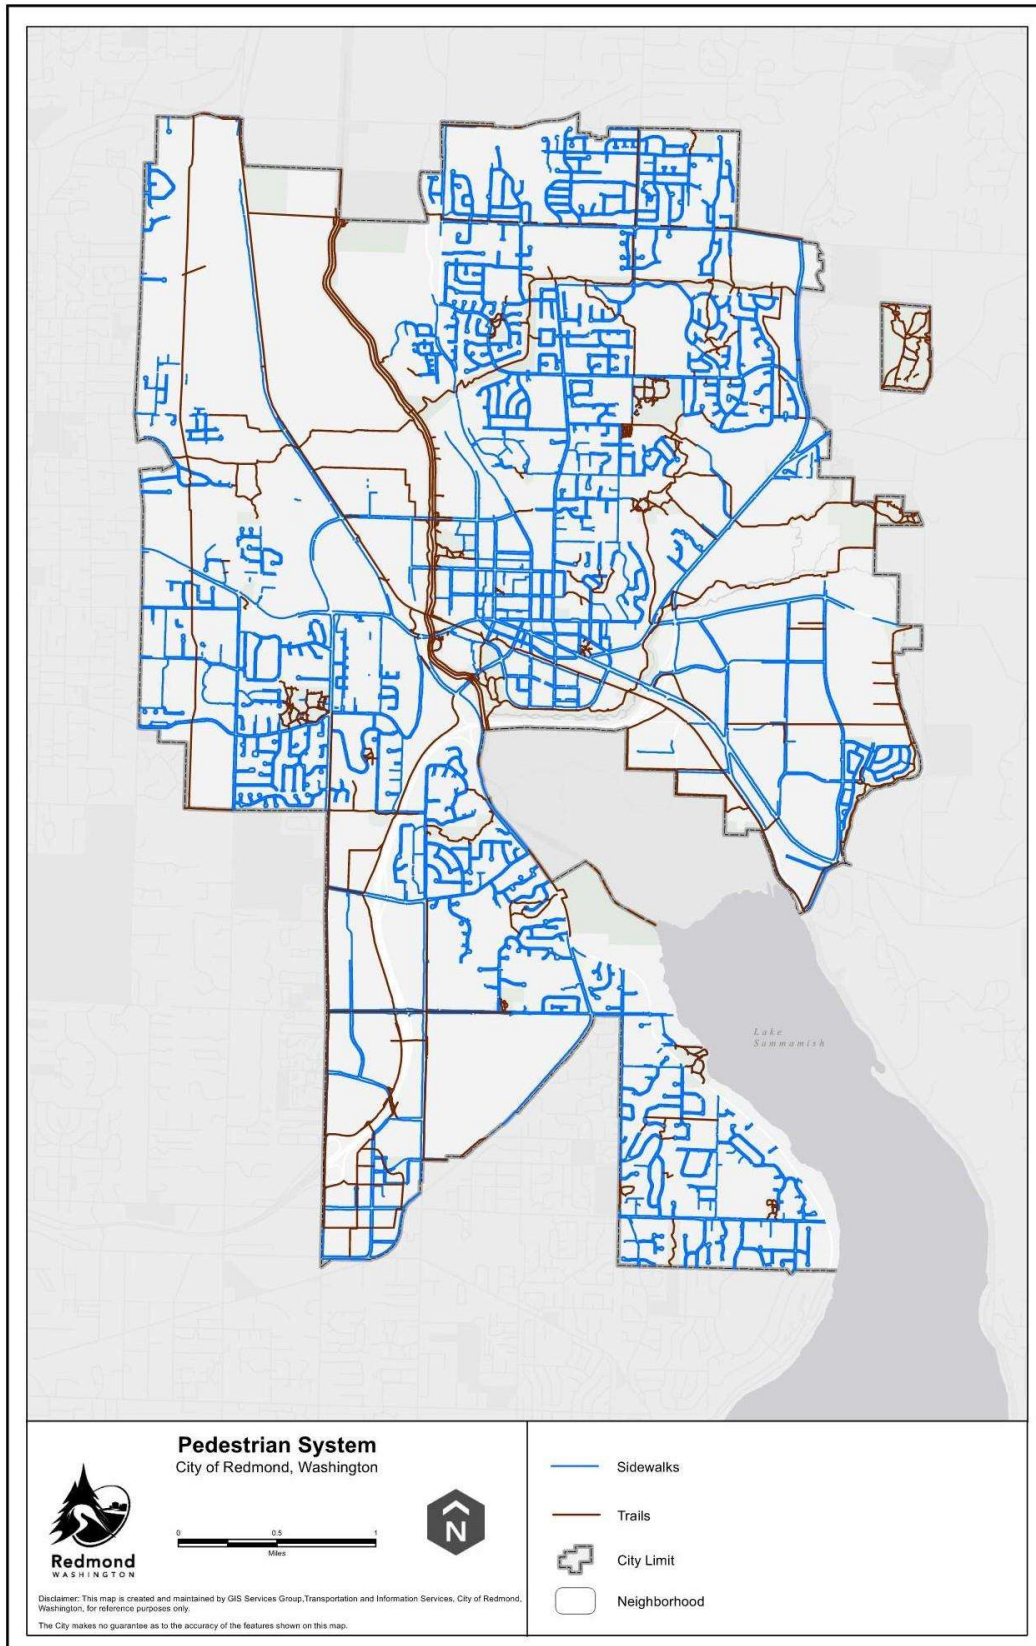 Lake
Sammamish
Pedestrian System
City of Redmond, Washington
0 0.5 1
Miles
N
Redmond
WASHINGTON
Disclaimer: This map is created and maintained by GIS Services Group,Transportation and Information Services, City of Redmond,
Washington, for reference purposes only.
The City makes no guarantee as to the accuracy of the features shown on this map.
Sidewalks
Trails
City Limit
Neighborhood